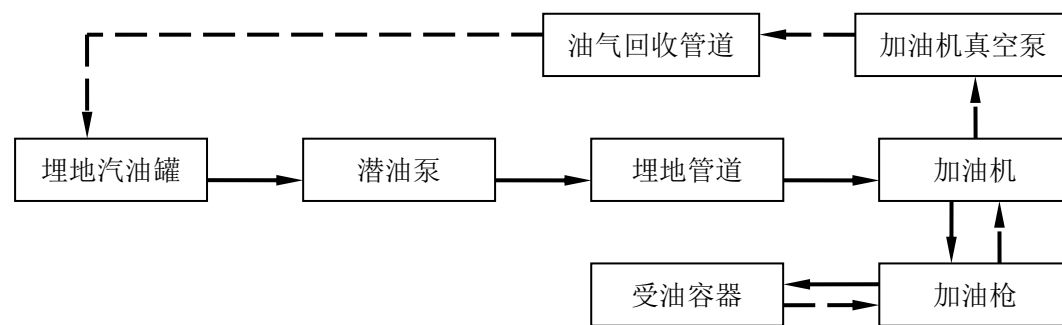 油气回收管道
加油机真空泵
埋地汽油罐
潜油泵
埋地管道
加油机
受油容器
加油枪